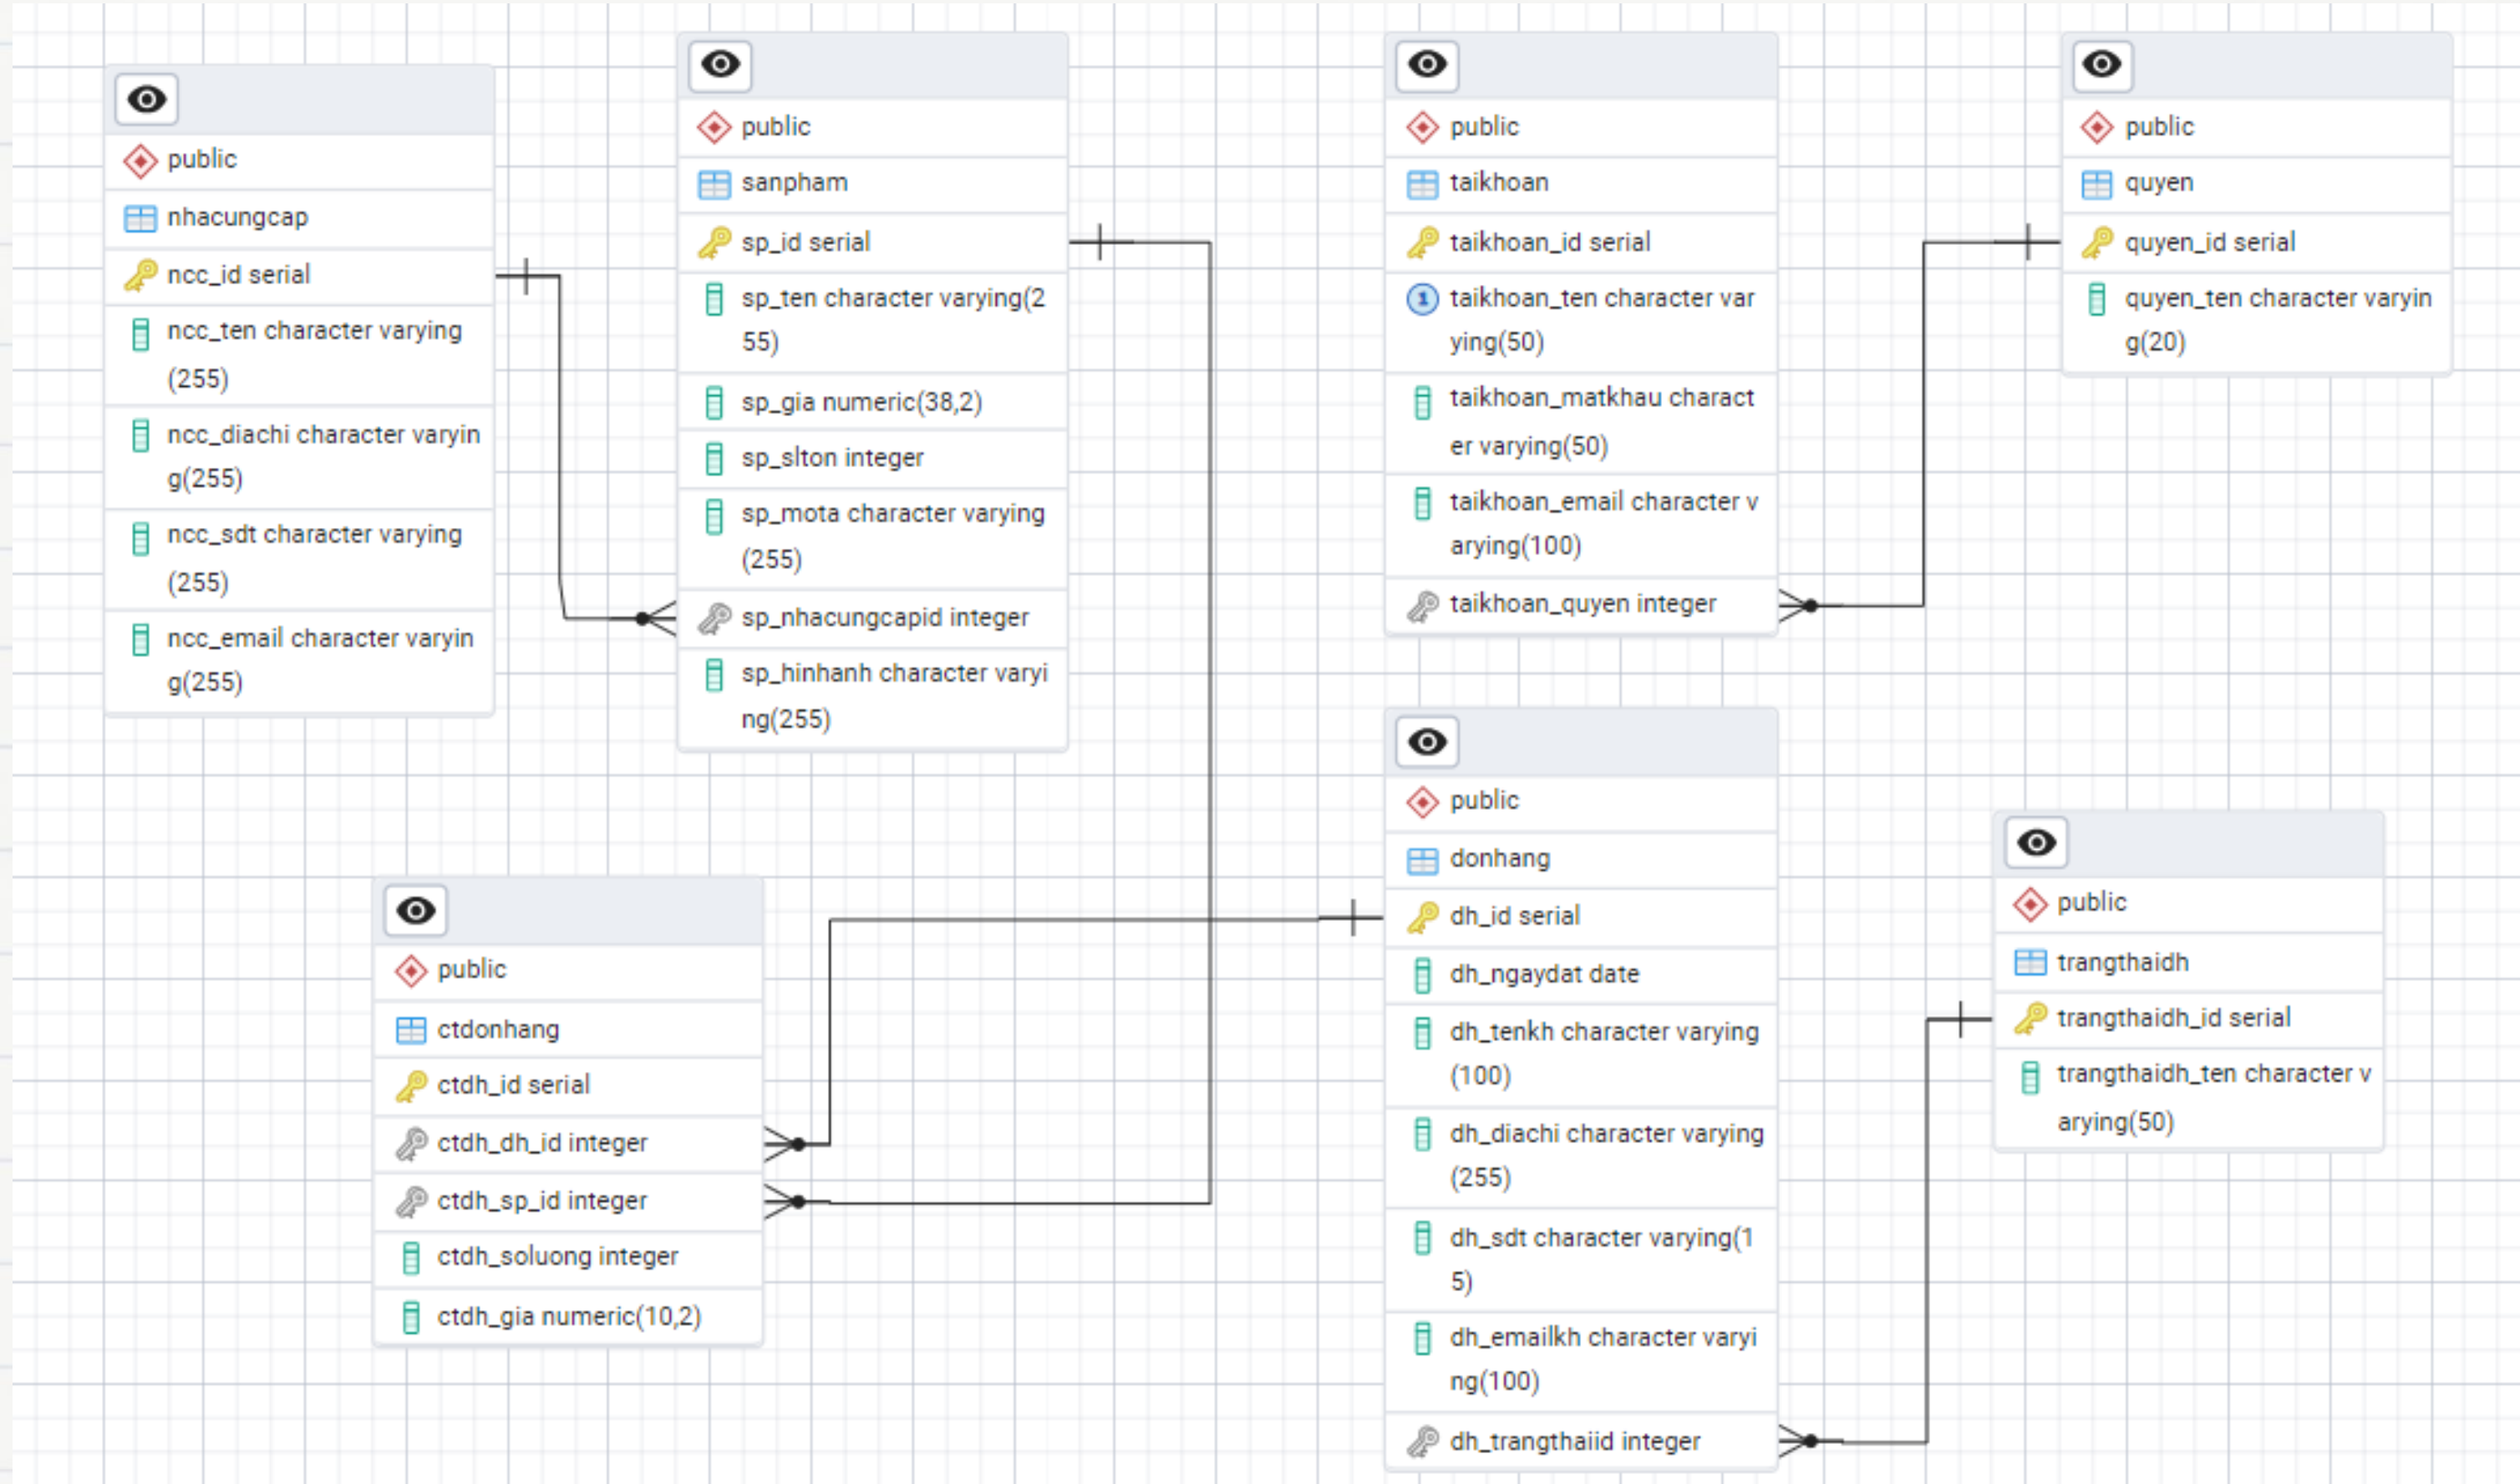 public
nhacungcap
ncc_id serial
ncc_ten character varying
(255)
ncc_diachi character varyin
g(255)
ncc_sdt character varying
(255)
ncc_email character varyin
g(255)
public
sanpham
sp_id serial
sp_ten character varying(2
55)
sp_gia numeric(38,2)
sp_slton integer
sp_mota character varying
(255)
sp_nhacungcapid integer
sp_hinhanh character varyi
ng(255)
public
taikhoan
taikhoan_id serial
1
taikhoan_ten character var
ying(50)
taikhoan_matkhau charact
er varying(50)
taikhoan_email character v
arying(100)
taikhoan_quyen integer
public
quyen
quyen_id serial
quyen_ten character varyin
g(20)
public
ctdonhang
ctdh_id serial
ctdh_dh_id integer
ctdh_sp_id integer
ctdh_soluong integer
ctdh_gia numeric(10,2)
public
donhang
dh_id serial
dh_ngaydat date
dh_tenkh character varying
(100)
dh_diachi character varying
(255)
dh_sdt character varying(1
5)
dh_emailkh character varyi
ng(100)
dh_trangthaiid integer
public
trangthaidh
trangthaidh_id serial
trangthaidh_ten character v
arying(50)